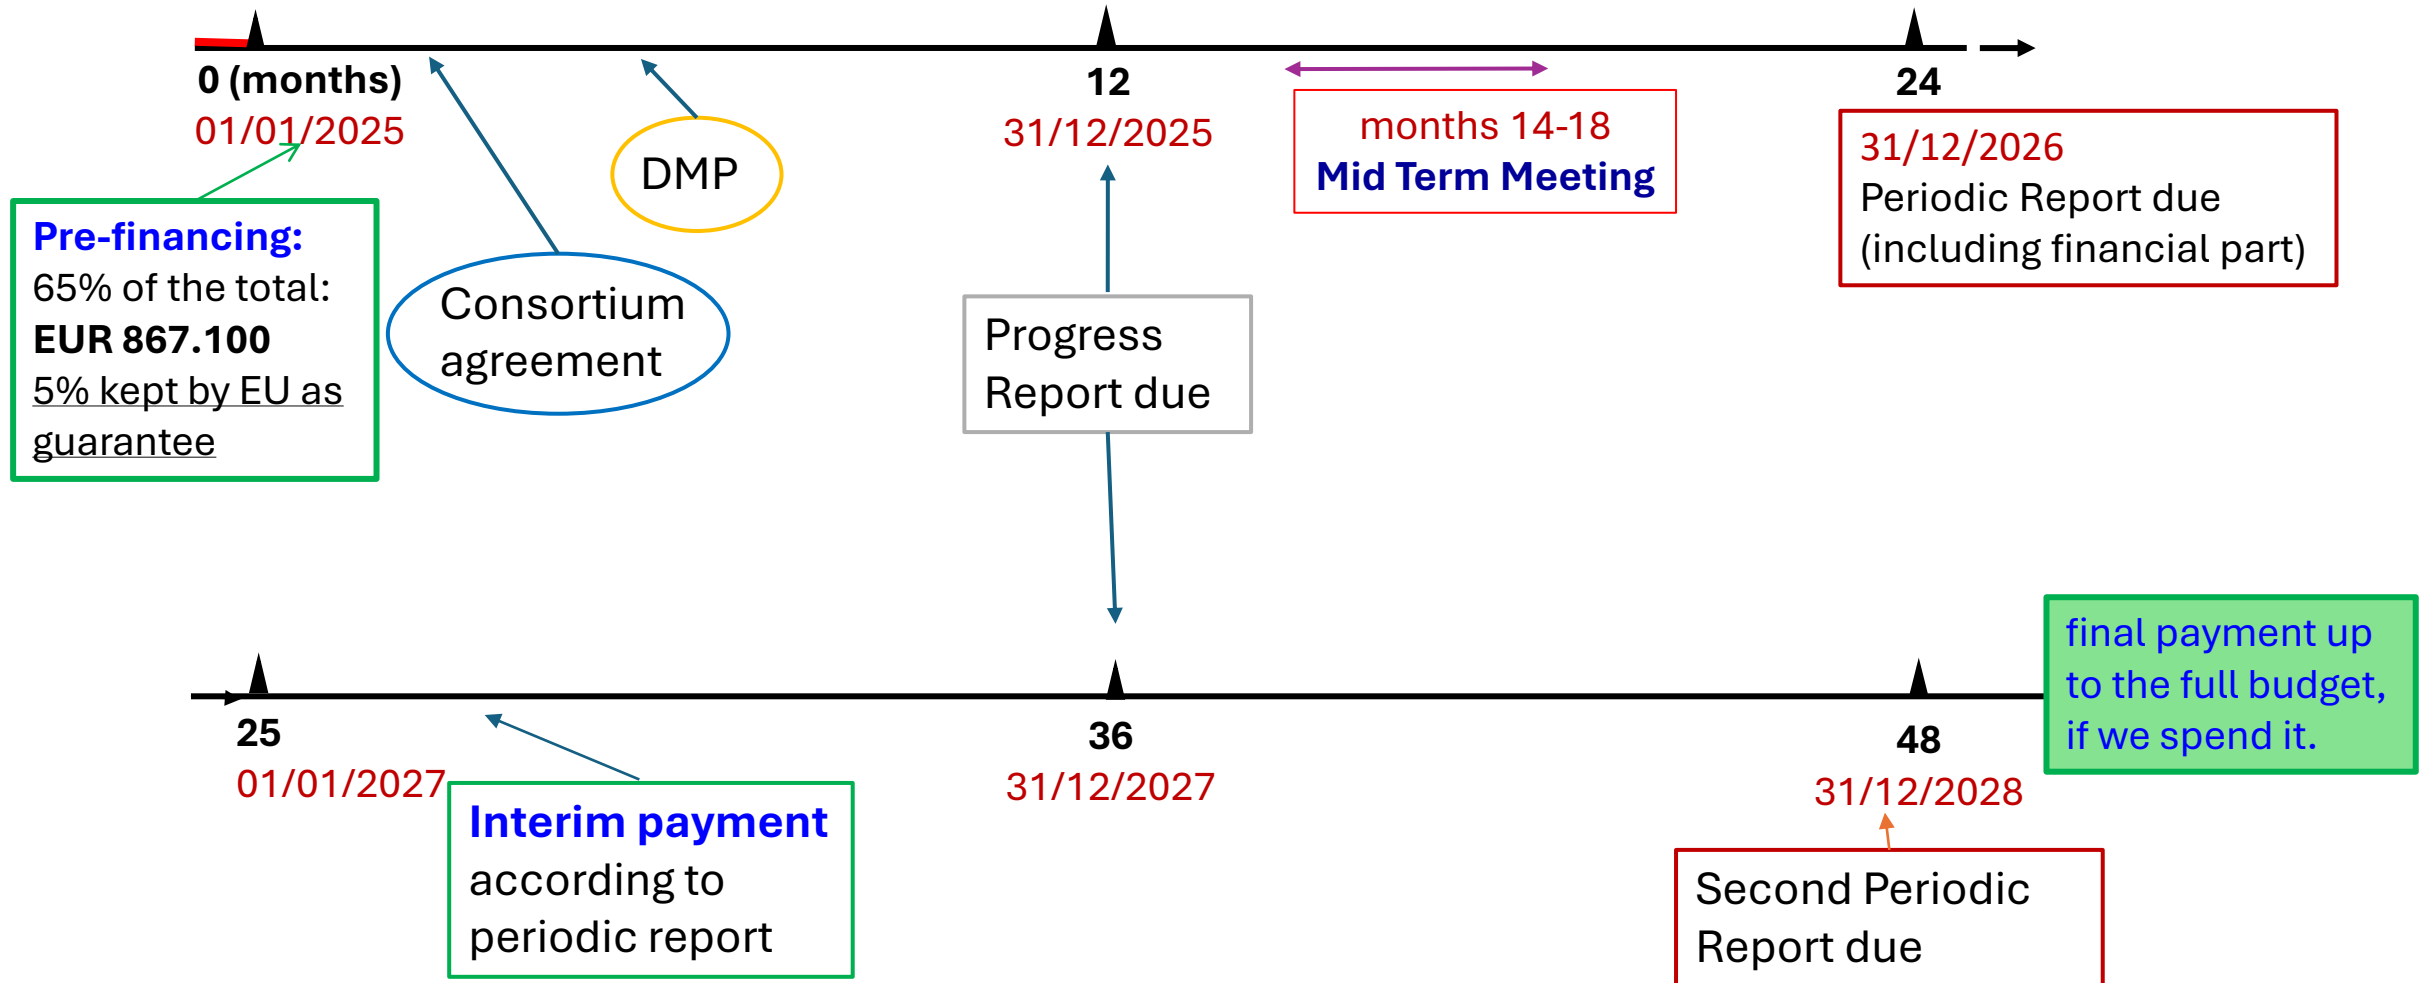 0 (months)
01/01/2025
12
31/12/2025
months 14-18
Mid Term Meeting
24
31/12/2026
Periodic Report due
(including financial part)
DMP
Pre-financing:
65% of the total:
EUR 867.100
5% kept by EU as
guarantee
Consortium
agreement
Progress
Report due
25
01/01/2027
Interim payment
according to
periodic report
36
31/12/2027
48
31/12/2028
final payment up
to the full budget,
if we spend it.
Second Periodic
Report due